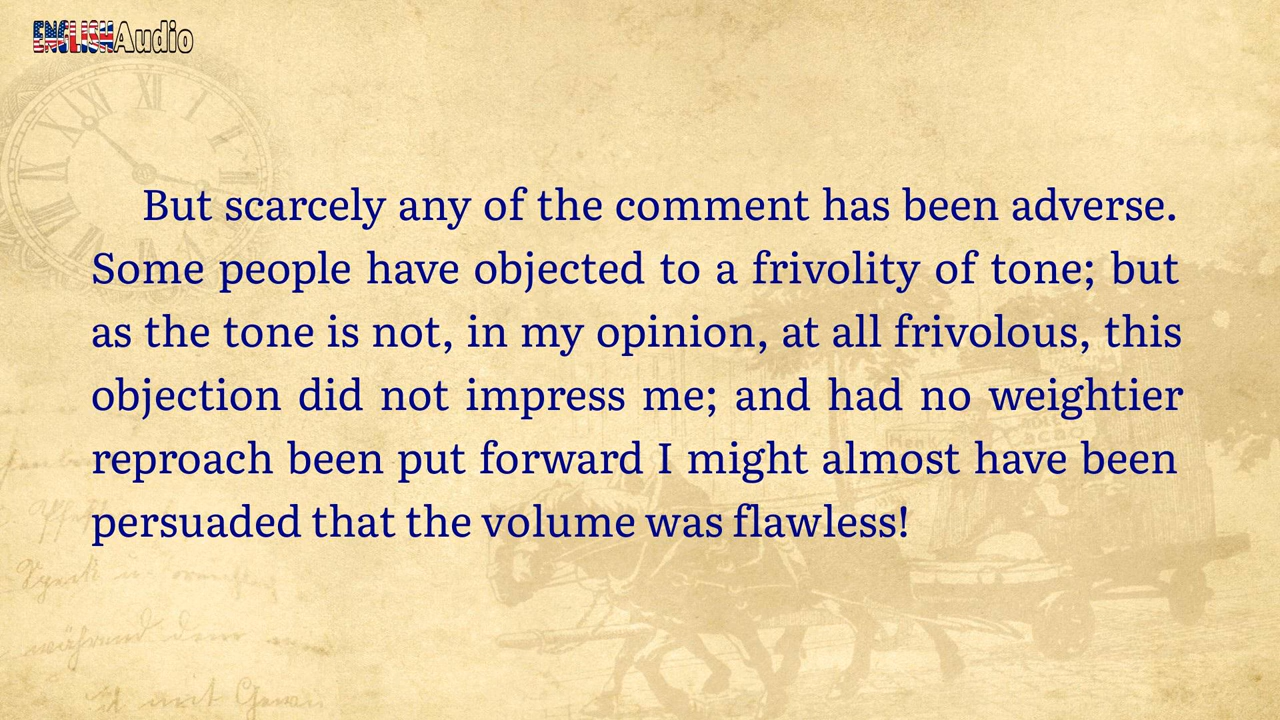 ENGLISHAudio
But scarcely any of the comment has been adverse.
Some people have objected to a frivolity of tone; but
as the tone is not, in my opinion, at all frivolous, this
objection did not impress me; and had no weightier
reproach been put forward I might almost have been
persuaded that the volume was flawless!